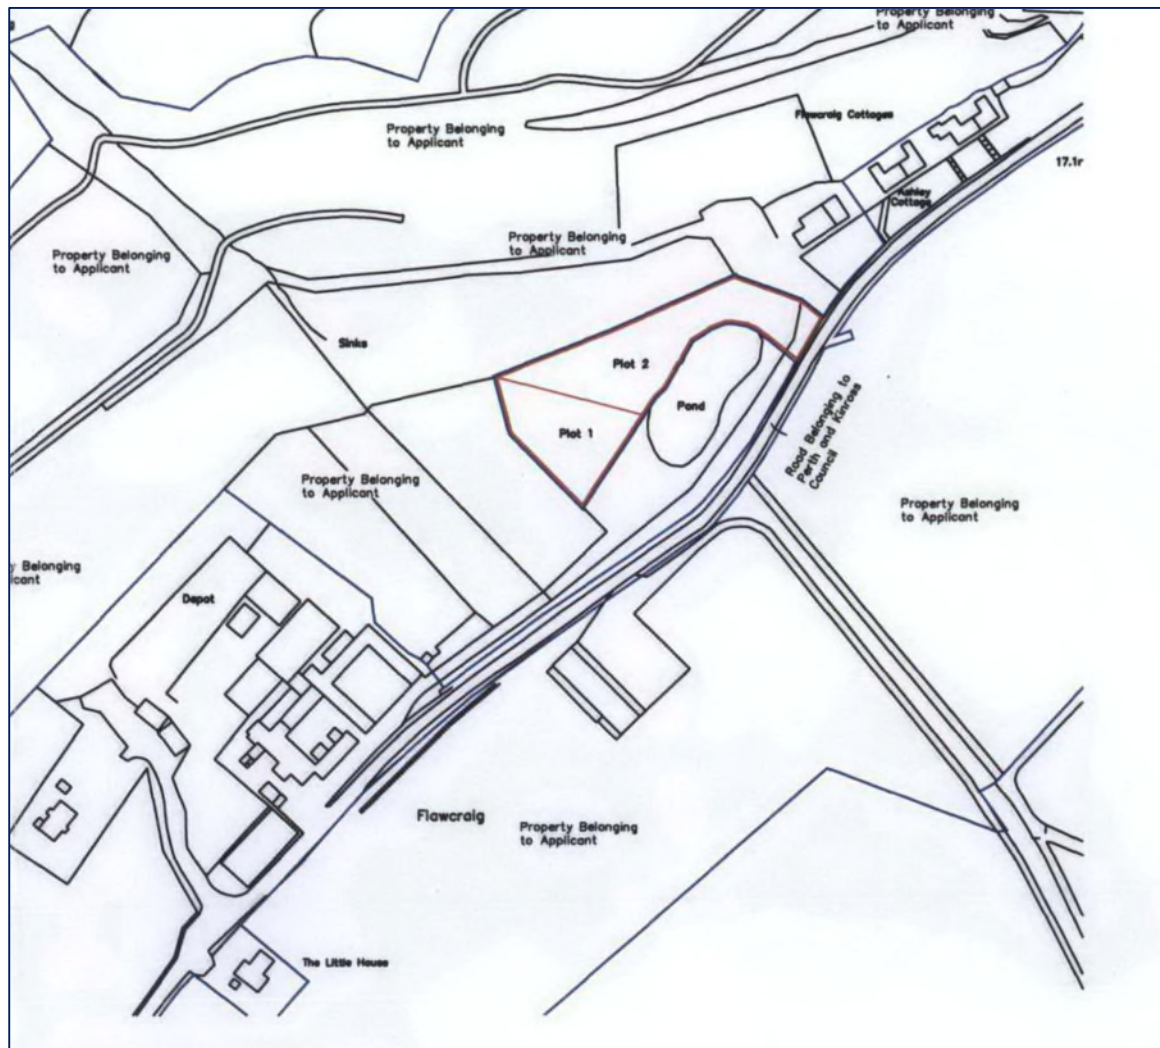 Property Belonging
to Applicant
Property Belonging
to Applicant
Flawcraig Cottages
17.1
Ashley
Cottage
Property Belonging
to Applicant
Property Belonging
to Applicant
Sinks
Plot 2
Pond
Plot 1
Road Belonging to
Perth and Kinross
Council
Property Belonging
to Applicant
Property Belonging
to Applicant
Belonging
Depot
Flawcraig
Property Belonging
to Applicant
The Little House